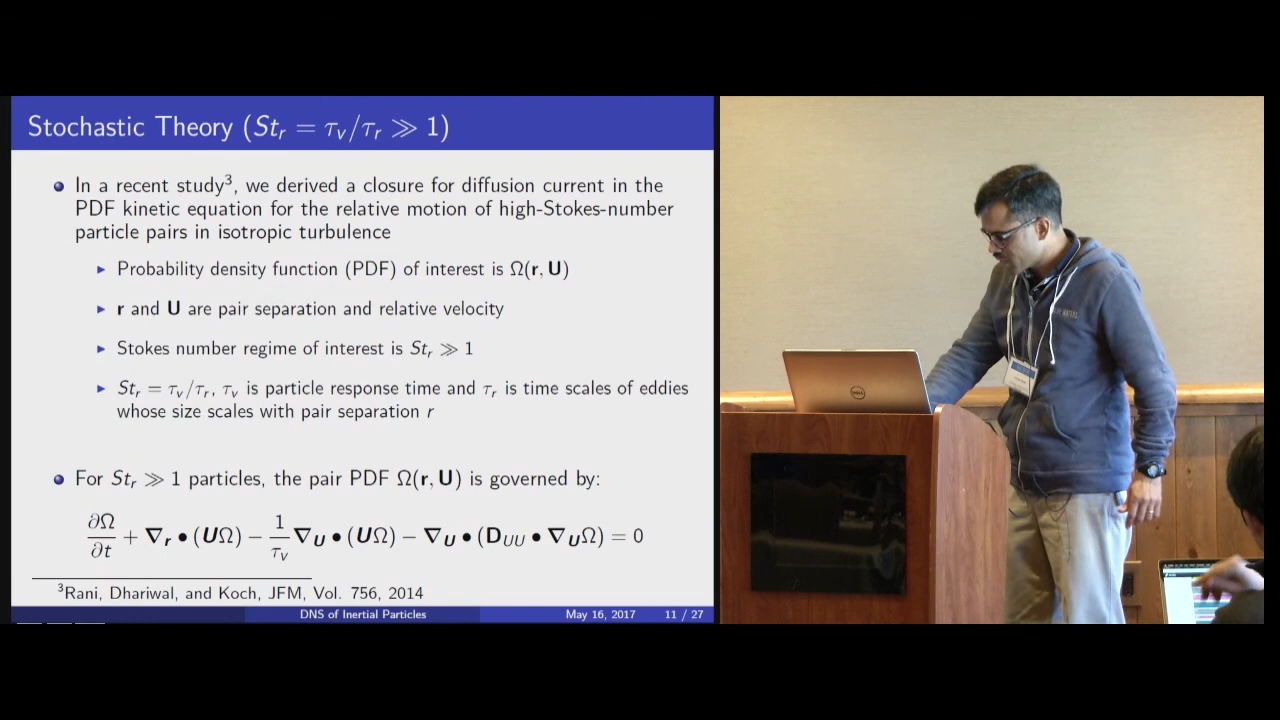 Stochastic Theory (St_r = τ_v/τ_r ≫ 1)
In a recent study³, we derived a closure for diffusion current in the
PDF kinetic equation for the relative motion of high-Stokes-number
particle pairs in isotropic turbulence
Probability density function (PDF) of interest is Ω(r, U)
r and U are pair separation and relative velocity
Stokes number regime of interest is St_r ≫ 1
St_r = τ_v/τ_r, τ_v is particle response time and τ_r is time scales of eddies
whose size scales with pair separation r
For St_r ≫ 1 particles, the pair PDF Ω(r, U) is governed by:
∂Ω/∂t + ∇_r • (UΩ) − 1/τ_v ∇_U • (UΩ) − ∇_U • (D_UU • ∇_UΩ) = 0
³Rani, Dhariwal, and Koch, JFM, Vol. 756, 2014
DNS of Inertial Particles May 16, 2017 11 / 27
DELL